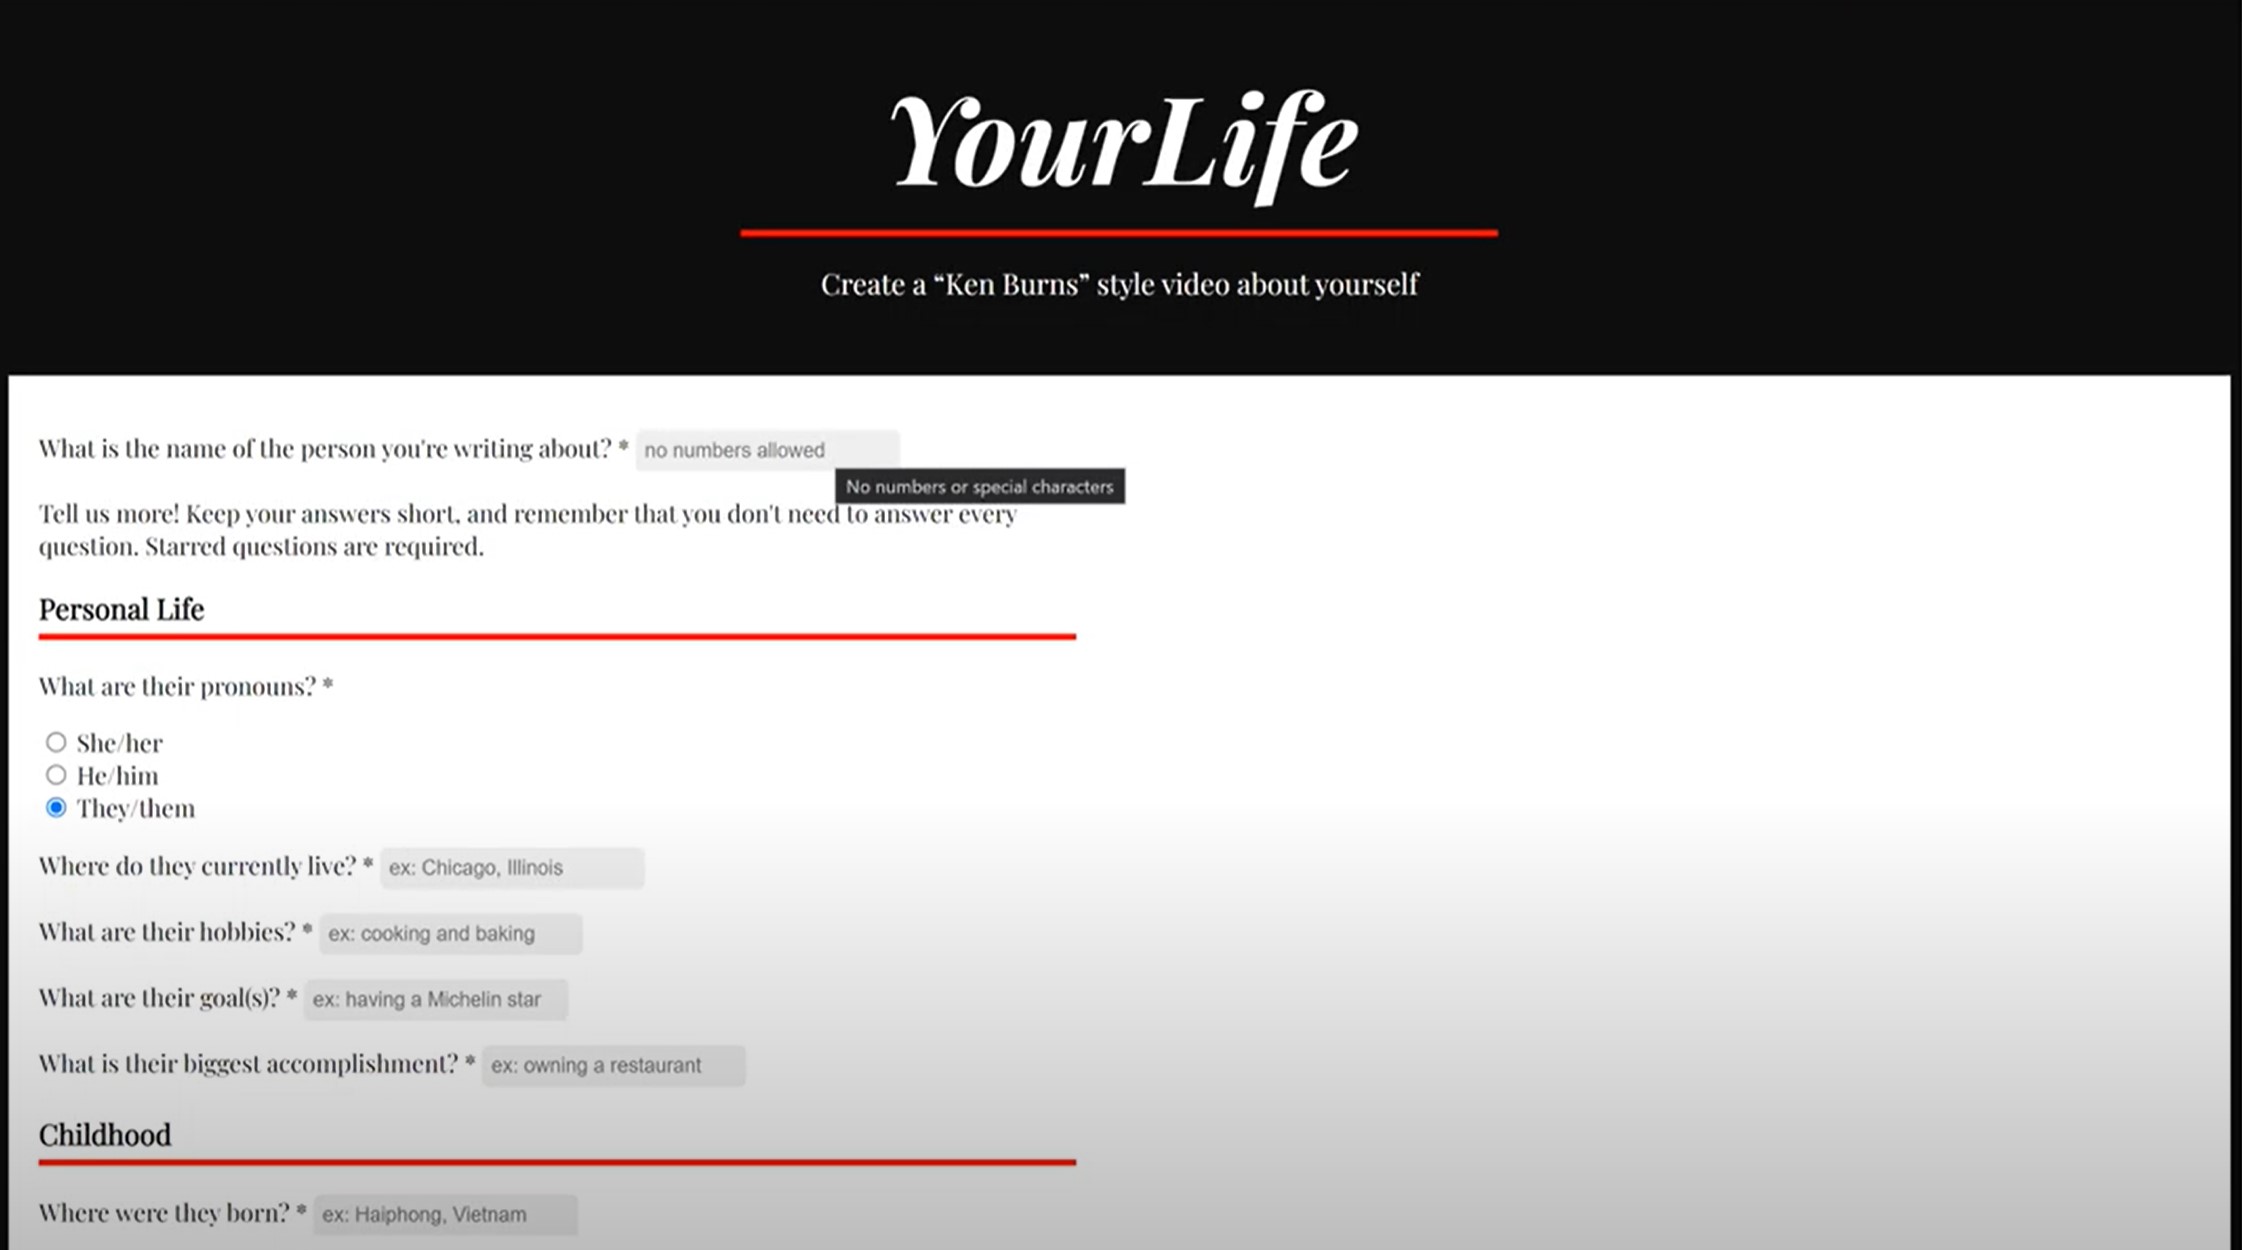 YourLife
Create a “Ken Burns” style video about yourself
What is the name of the person you're writing about? * no numbers allowed
No numbers or special characters
Tell us more! Keep your answers short, and remember that you don't need to answer every
question. Starred questions are required.
Personal Life
What are their pronouns? *
She/her
He/him
They/them
Where do they currently live? * ex: Chicago, Illinois
What are their hobbies? * ex: cooking and baking
What are their goal(s)? * ex: having a Michelin star
What is their biggest accomplishment? * ex: owning a restaurant
Childhood
Where were they born? * ex: Haiphong, Vietnam